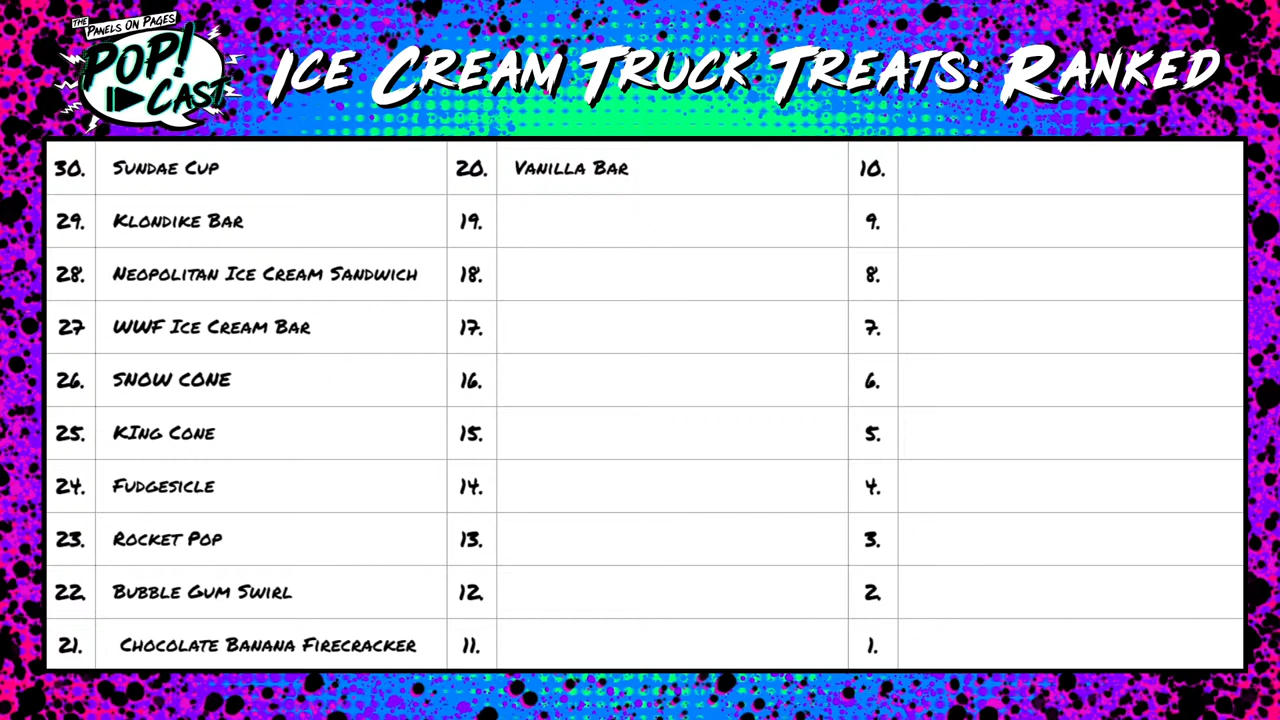 THE
PANELS ON PAGES
POP!
CAST
ICE CREAM TRUCK TREATS: RANKED
30. SUNDAE CUP
29. KLONDIKE BAR
28. NEOPOLITAN ICE CREAM SANDWICH
27 WWF ICE CREAM BAR
26. SNOW CONE
25. KING CONE
24. FUDGESICLE
23. ROCKET POP
22. BUBBLE GUM SWIRL
21. CHOCOLATE BANANA FIRECRACKER
20. VANILLA BAR
19.
18.
17.
16.
15.
14.
13.
12.
11.
10.
9.
8.
7.
6.
5.
4.
3.
2.
1.